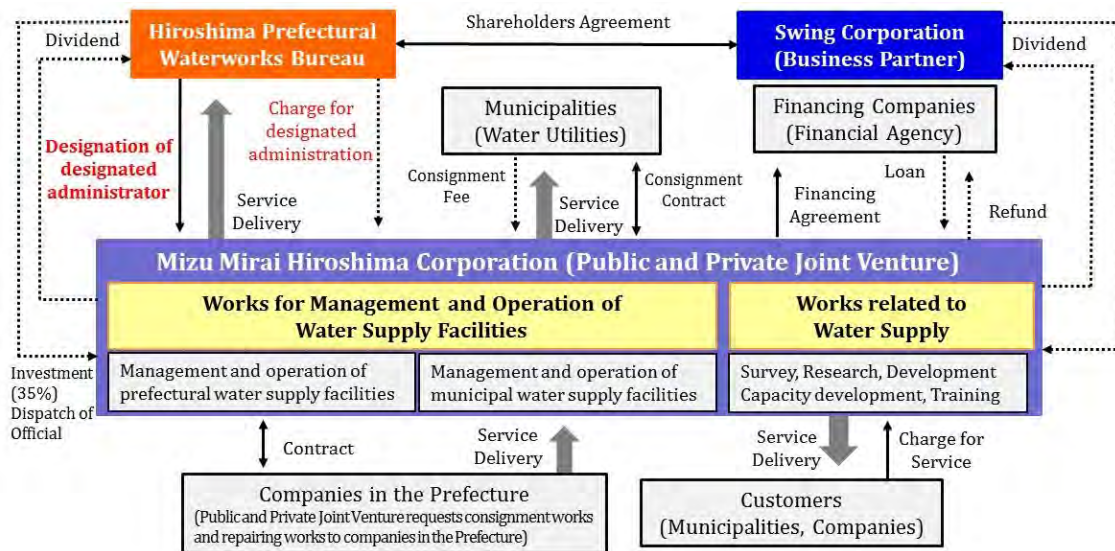 Dividend
Hiroshima Prefectural
Waterworks Bureau
Shareholders Agreement
Swing Corporation
(Business Partner)
Dividend
Designation of
designated
administrator
Charge for
designated
administration
Municipalities
(Water Utilities)
Financing Companies
(Financial Agency)
Service
Delivery
Consignment
Fee
Service
Delivery
Consignment
Contract
Financing
Agreement
Loan
Refund
Mizu Mirai Hiroshima Corporation (Public and Private Joint Venture)
Works for Management and Operation of
Water Supply Facilities
Works related to
Water Supply
Management and operation of
prefectural water supply facilities
Management and operation of
municipal water supply facilities
Survey, Research, Development
Capacity development, Training
Investment
(35%)
Dispatch of
Official
Contract
Service
Delivery
Service
Delivery
Charge for
Service
Companies in the Prefecture
(Public and Private Joint Venture requests consignment works
and repairing works to companies in the Prefecture)
Customers
(Municipalities, Companies)